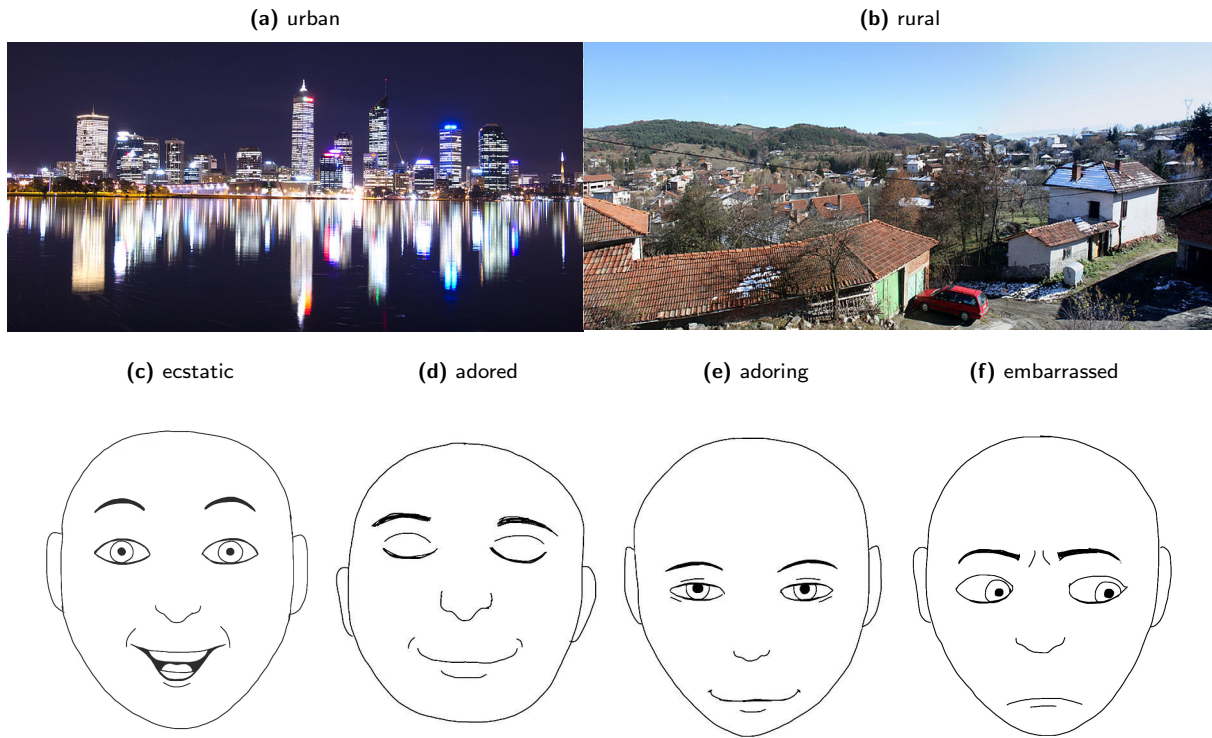 (a) urban
(b) rural
(c) ecstatic
(d) adored
(e) adoring
(f) embarrassed